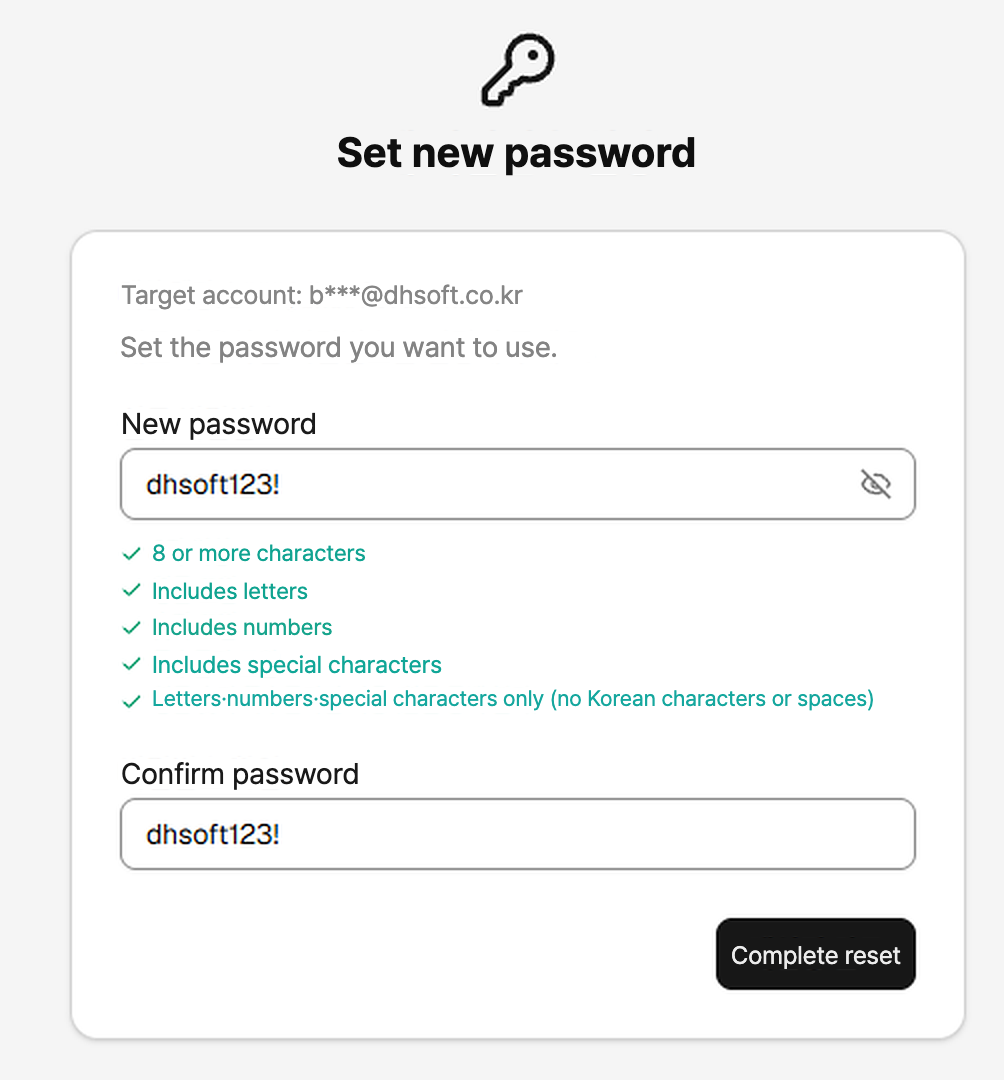 Set new password
Target account: b***@dhsoft.co.kr
Set the password you want to use.
New password
dhsoft123!
✓ 8 or more characters
✓ Includes letters
✓ Includes numbers
✓ Includes special characters
✓ Letters·numbers·special characters only (no Korean characters or spaces)
Confirm password
dhsoft123!
Complete reset